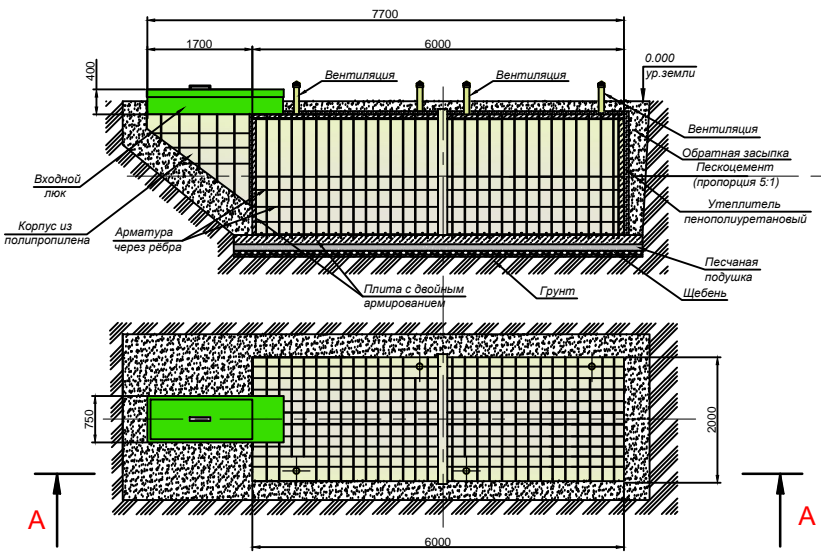 7700
1700
6000
400
Вентиляция
Вентиляция
0.000
ур.земли
Вентиляция
Обратная засыпка
Пескоцемент
(пропорция 5:1)
Утеплитель
пенополиуретановый
Входной
люк
Корпус из
полипропилена
Арматура
через рёбра
Плита с двойным
армированием
Грунт
Песчаная
подушка
Щебень
750
2000
А
А
6000